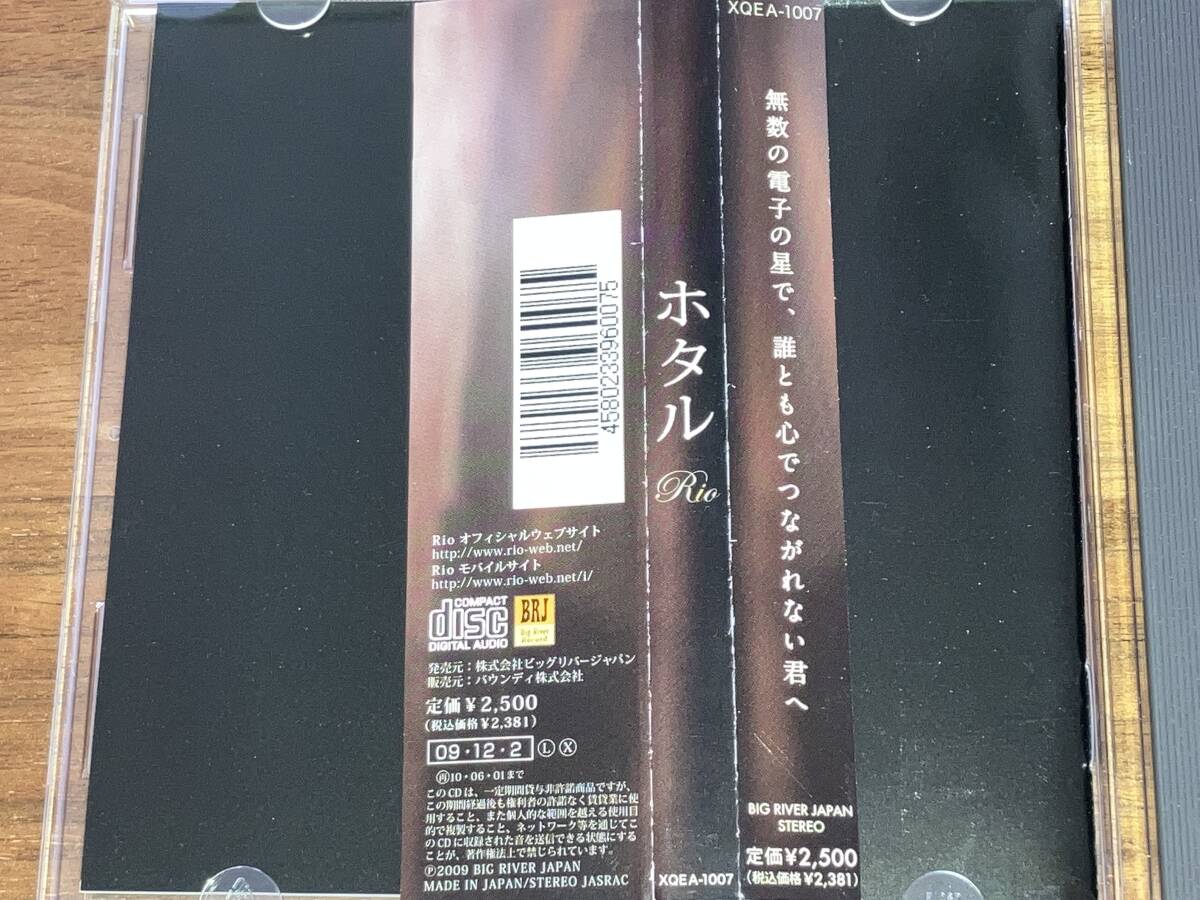 XQEA-1007
無数の電子の星で、誰とも心でつながれない君へ
BIG RIVER JAPAN
STEREO
定価¥2,500
(税込価格¥2,381)
ホタル
Rio
XQEA-1007
4580233960075
Rio オフィシャルウェブサイト
http://www.rio-web.net/
Rio モバイルサイト
http://www.rio-web.net/i/
COMPACT
disc
DIGITAL AUDIO
BRJ
Big River
Record
発売元：株式会社ビッグリバージャパン
販売元：バウンディ株式会社
定価¥2,500
(税込価格¥2,381)
09・12・2 Ⓛ Ⓧ
㊢10・06・01まで
このCDは、一定期間貸与非許諾商品ですが、
この期間経過後も権利者の許諾なく賃貸業に使
用すること、また個人的な範囲を越える使用目
的で複製すること、ネットワーク等を通じてこ
のCDに収録された音を送信できる状態にする
ことが、著作権法上で禁じられています。
Ⓟ2009 BIG RIVER JAPAN
MADE IN JAPAN/STEREO JASRAC